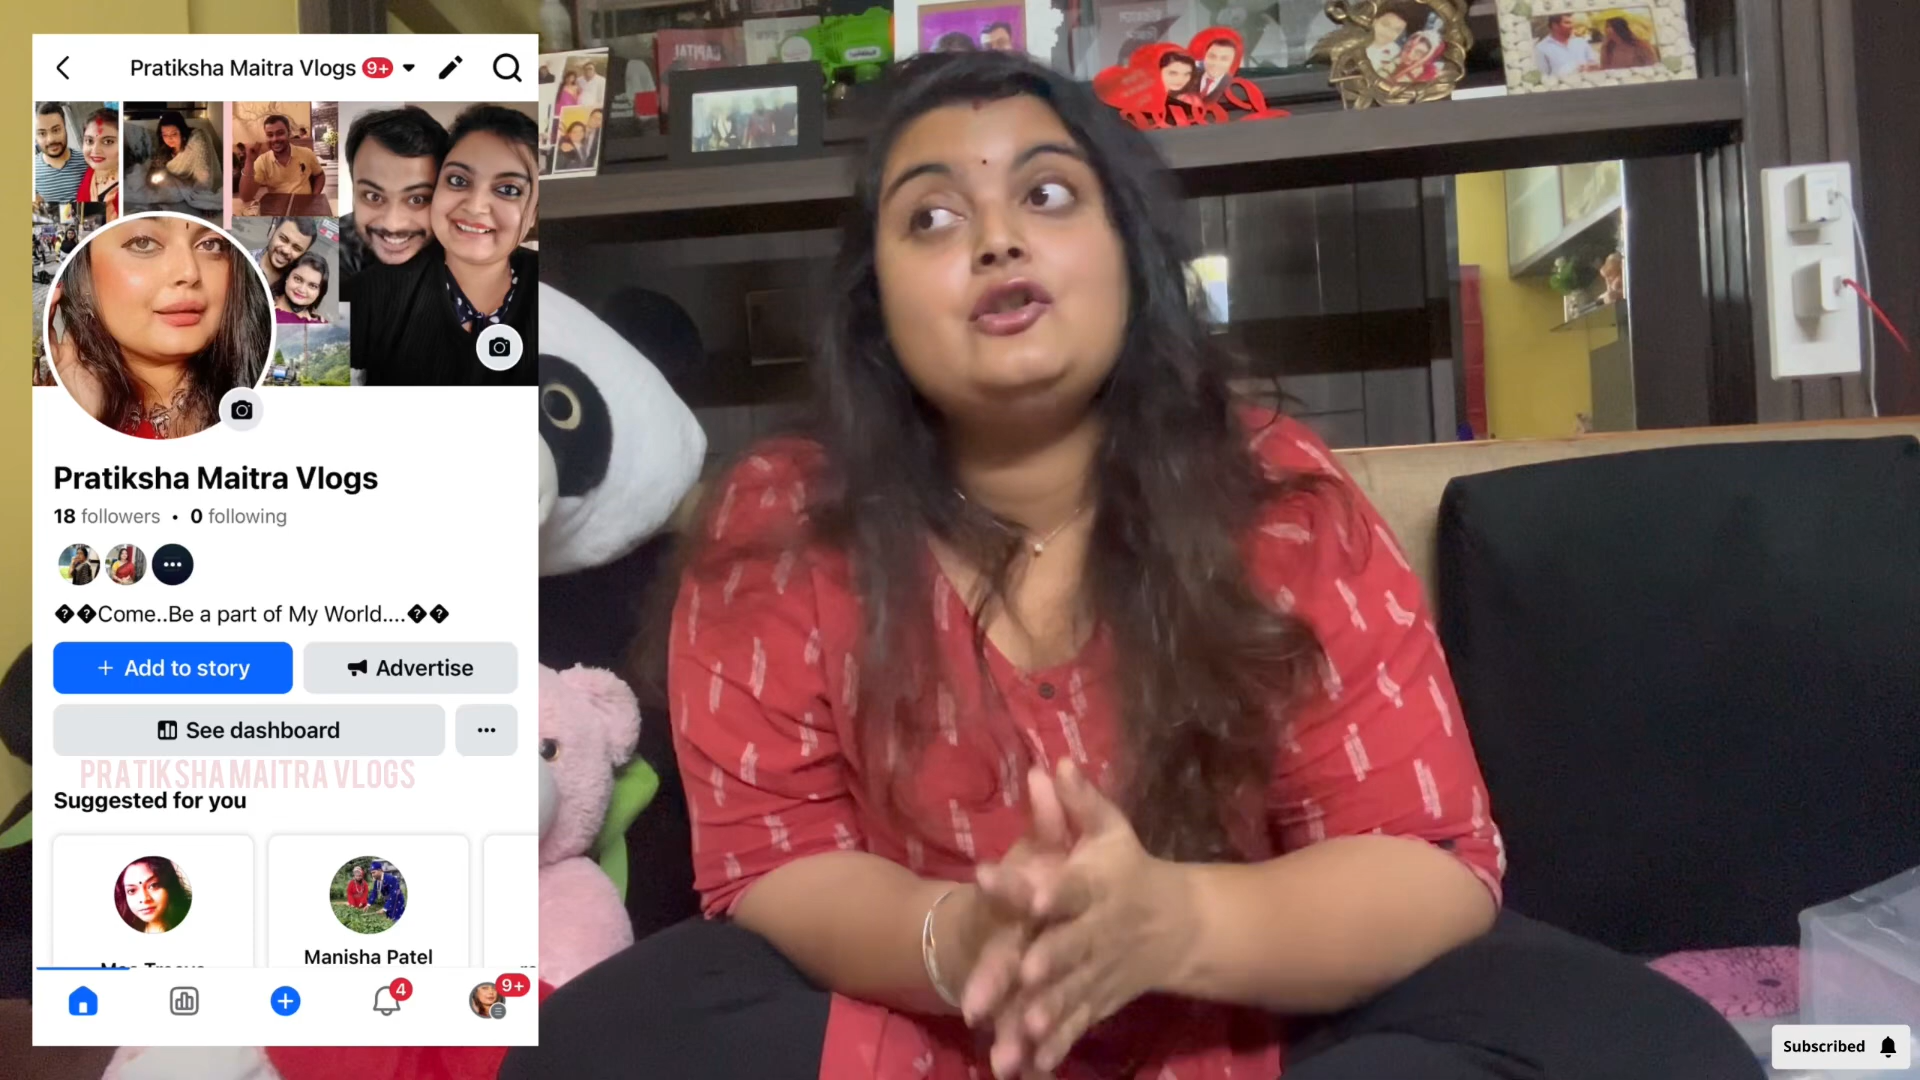 Pratiksha Maitra Vlogs 9+
Pratiksha Maitra Vlogs
18 followers • 0 following
��Come..Be a part of My World....��
+ Add to story
Advertise
See dashboard
PRATIKSHA MAITRA VLOGS
Suggested for you
Manisha Patel
4
9+
CAPITAL
Subscribed